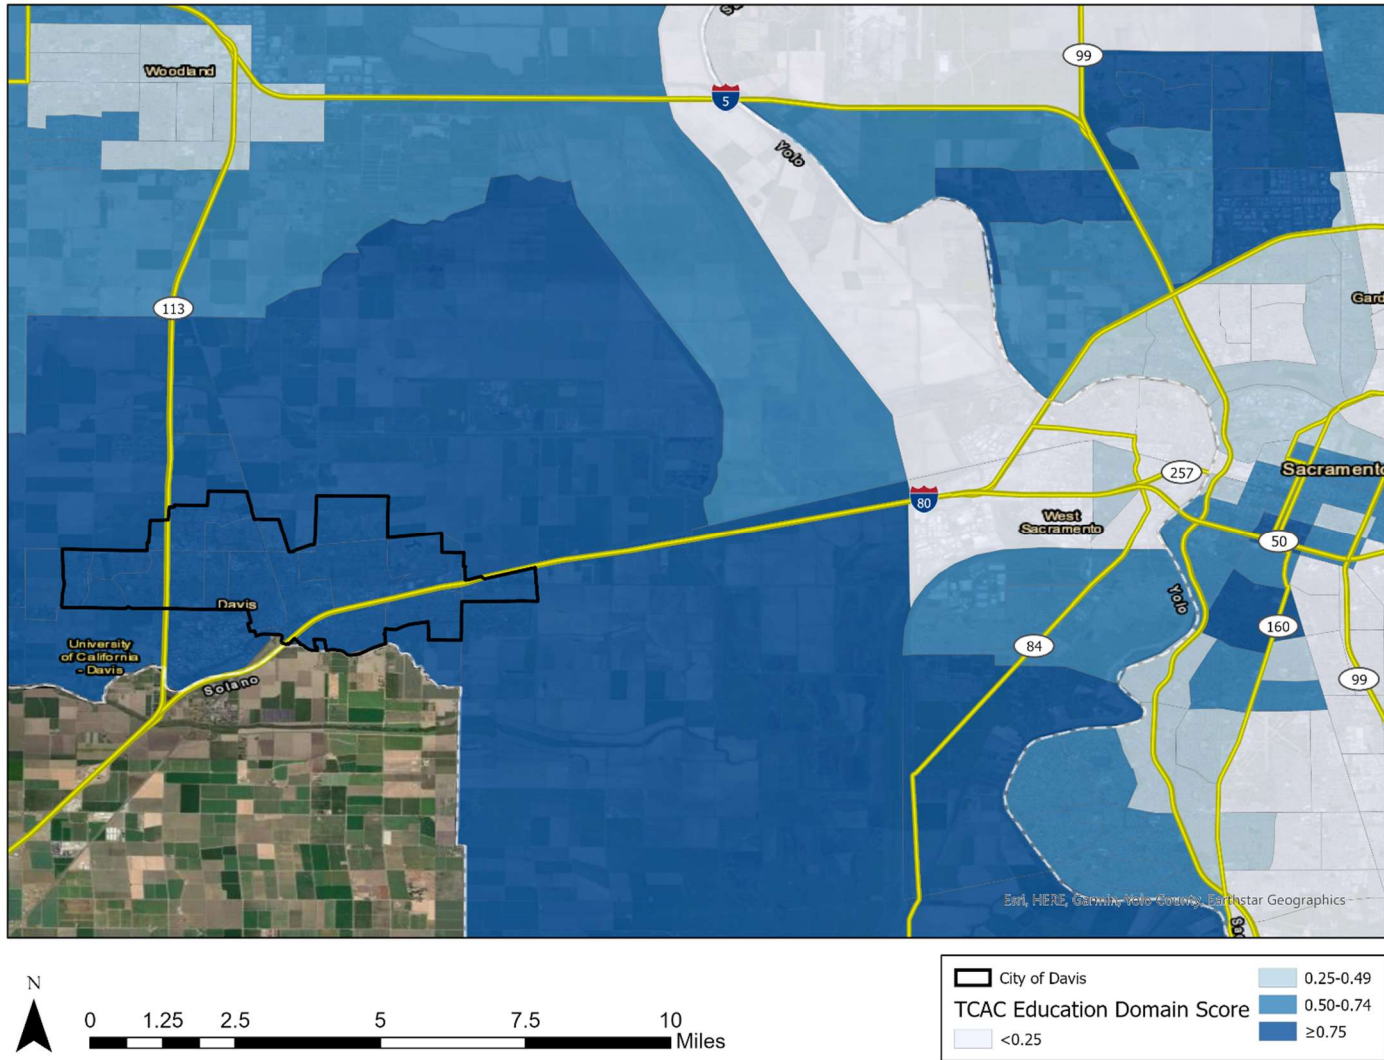 Woodland
99
5
Yolo
113
Gard
257
Sacramento
80
West
Sacramento
50
Davis
Yolo
160
84
University
of California
- Davis
Solano
99
Esri, HERE, Garmin, Yolo County, Earthstar Geographics
N
0 1.25 2.5 5 7.5 10
Miles
City of Davis
TCAC Education Domain Score
<0.25
0.25-0.49
0.50-0.74
≥0.75